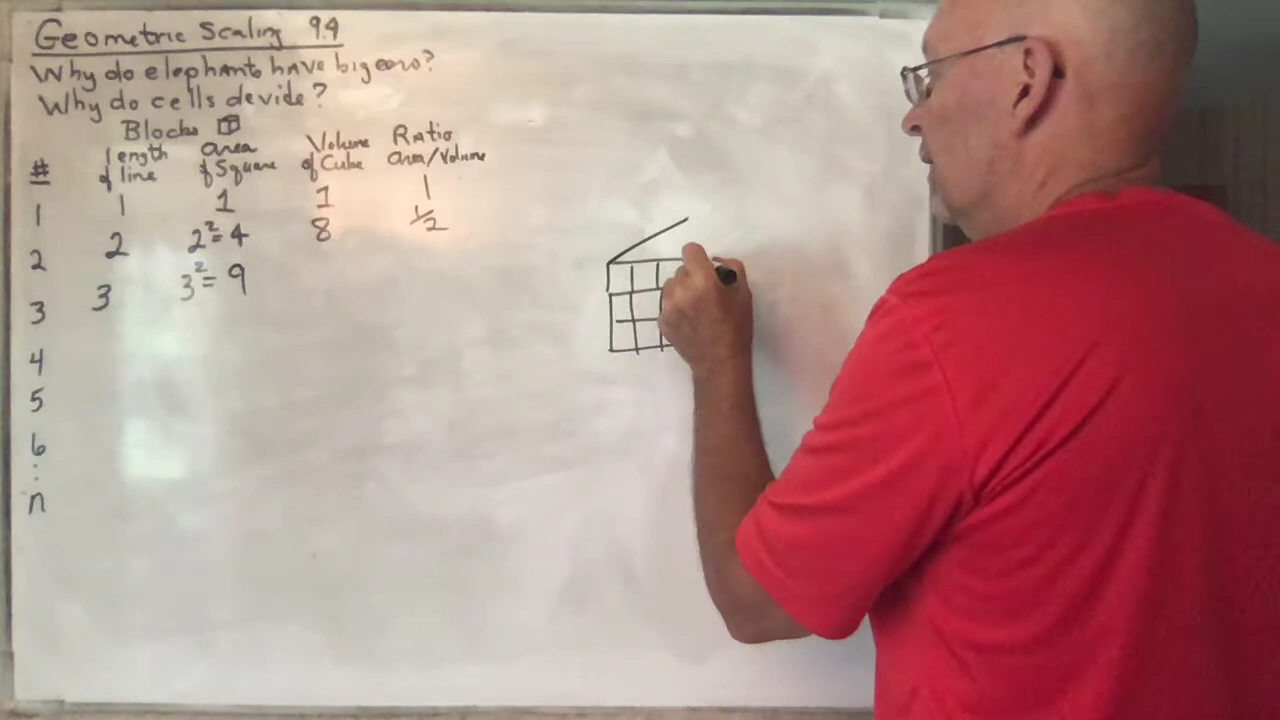 Geometric Scaling 9.4
Why do elephants have big ears?
Why do cells devide?
Blocks
# length of line area of Square Volume of Cube Ratio area/Volume
1 1 1 1 1
2 2 2²=4 8 1/2
3 3 3²=9
4
5
6
:
n